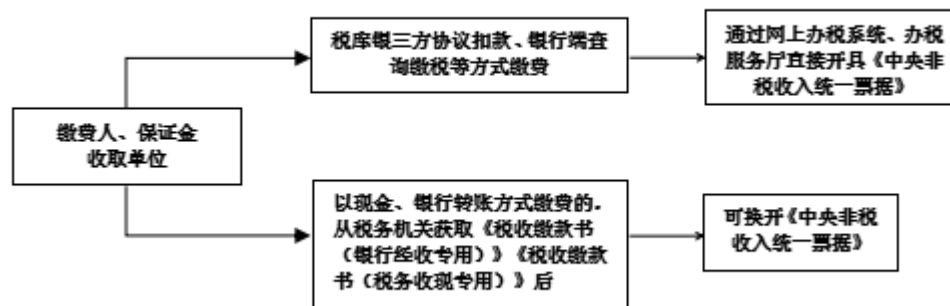 税库银三方协议扣款、银行端查
询缴税等方式缴费
通过网上办税系统、办税
服务厅直接开具《中央非
税收入统一票据》
缴费人、保证金
收取单位
以现金、银行转账方式缴费的．
从税务机关获取《税收缴款书
（银行经收专用）》《税收缴款
书（税务收现专用）》后
可换开《中央非税
收入统一票据》